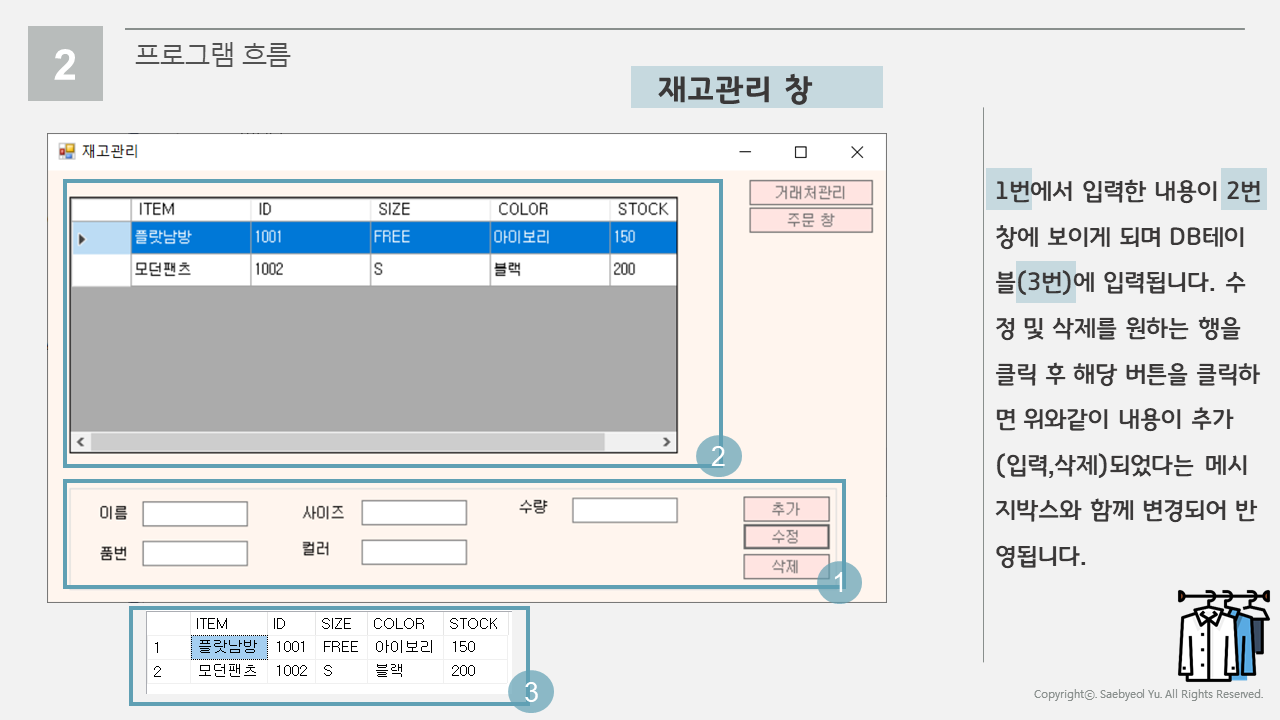 2
프로그램 흐름
재고관리 창
재고관리
거래처관리
주문 창
ITEM ID SIZE COLOR STOCK
플랏남방 1001 FREE 아이보리 150
모던팬츠 1002 S 블랙 200
2
이름 사이즈 수량
품번 컬러
추가
수정
삭제
1
ITEM ID SIZE COLOR STOCK
1 플랏남방 1001 FREE 아이보리 150
2 모던팬츠 1002 S 블랙 200
3
1번에서 입력한 내용이 2번
창에 보이게 되며 DB테이
블(3번)에 입력됩니다. 수
정 및 삭제를 원하는 행을
클릭 후 해당 버튼을 클릭하
면 위와같이 내용이 추가
(입력,삭제)되었다는 메시
지박스와 함께 변경되어 반
영됩니다.
Copyrightⓒ. Saebyeol Yu. All Rights Reserved.